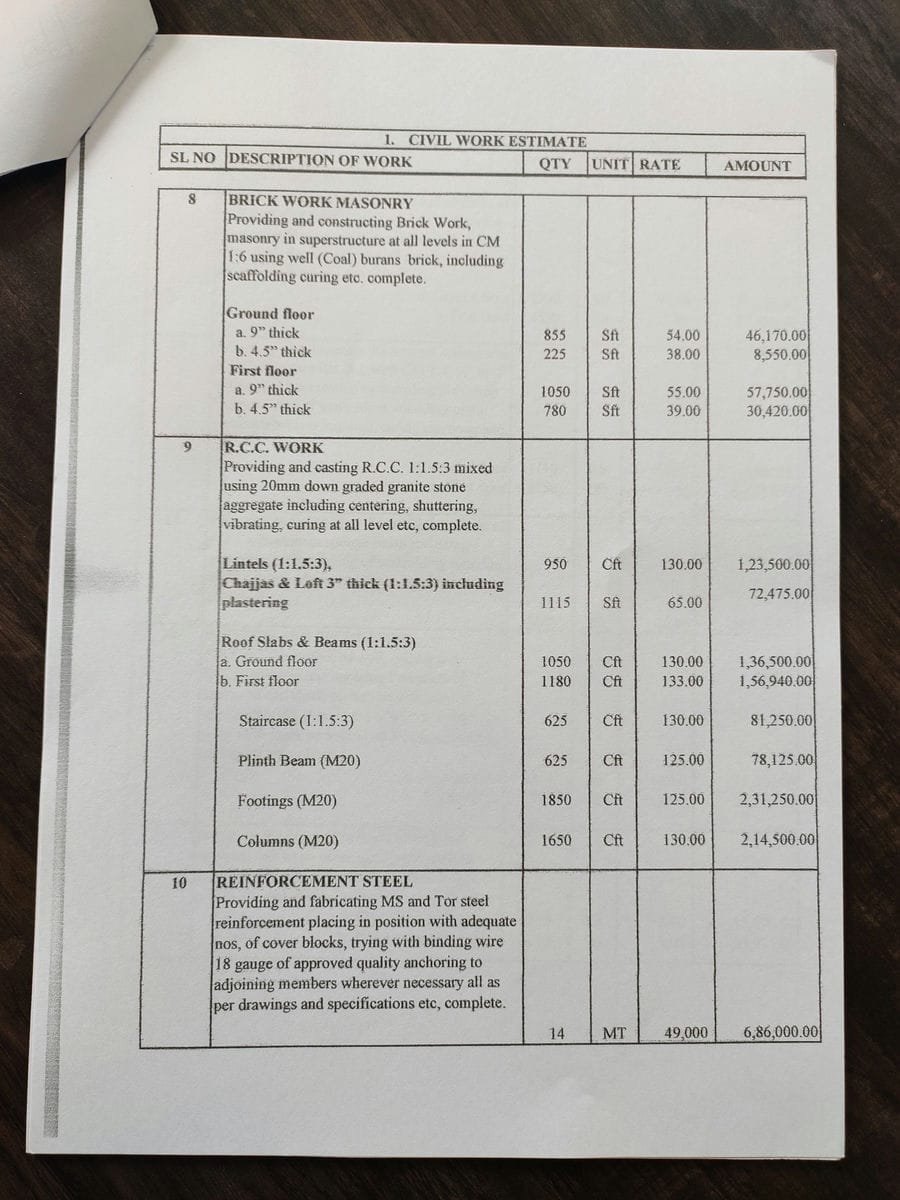 1. CIVIL WORK ESTIMATE
SL NO DESCRIPTION OF WORK QTY UNIT RATE AMOUNT
8 BRICK WORK MASONRY
Providing and constructing Brick Work,
masonry in superstructure at all levels in CM
1:6 using well (Coal) burans brick, including
scaffolding curing etc. complete.
Ground floor
a. 9” thick 855 Sft 54.00 46,170.00
b. 4.5” thick 225 Sft 38.00 8,550.00
First floor
a. 9” thick 1050 Sft 55.00 57,750.00
b. 4.5” thick 780 Sft 39.00 30,420.00
9 R.C.C. WORK
Providing and casting R.C.C. 1:1.5:3 mixed
using 20mm down graded granite stone
aggregate including centering, shuttering,
vibrating, curing at all level etc, complete.
Lintels (1:1.5:3), 950 Cft 130.00 1,23,500.00
Chajjas & Loft 3” thick (1:1.5:3) including
plastering 1115 Sft 65.00 72,475.00
Roof Slabs & Beams (1:1.5:3)
a. Ground floor 1050 Cft 130.00 1,36,500.00
b. First floor 1180 Cft 133.00 1,56,940.00
Staircase (1:1.5:3) 625 Cft 130.00 81,250.00
Plinth Beam (M20) 625 Cft 125.00 78,125.00
Footings (M20) 1850 Cft 125.00 2,31,250.00
Columns (M20) 1650 Cft 130.00 2,14,500.00
10 REINFORCEMENT STEEL
Providing and fabricating MS and Tor steel
reinforcement placing in position with adequate
nos, of cover blocks, trying with binding wire
18 gauge of approved quality anchoring to
adjoining members wherever necessary all as
per drawings and specifications etc, complete.
14 MT 49,000 6,86,000.00